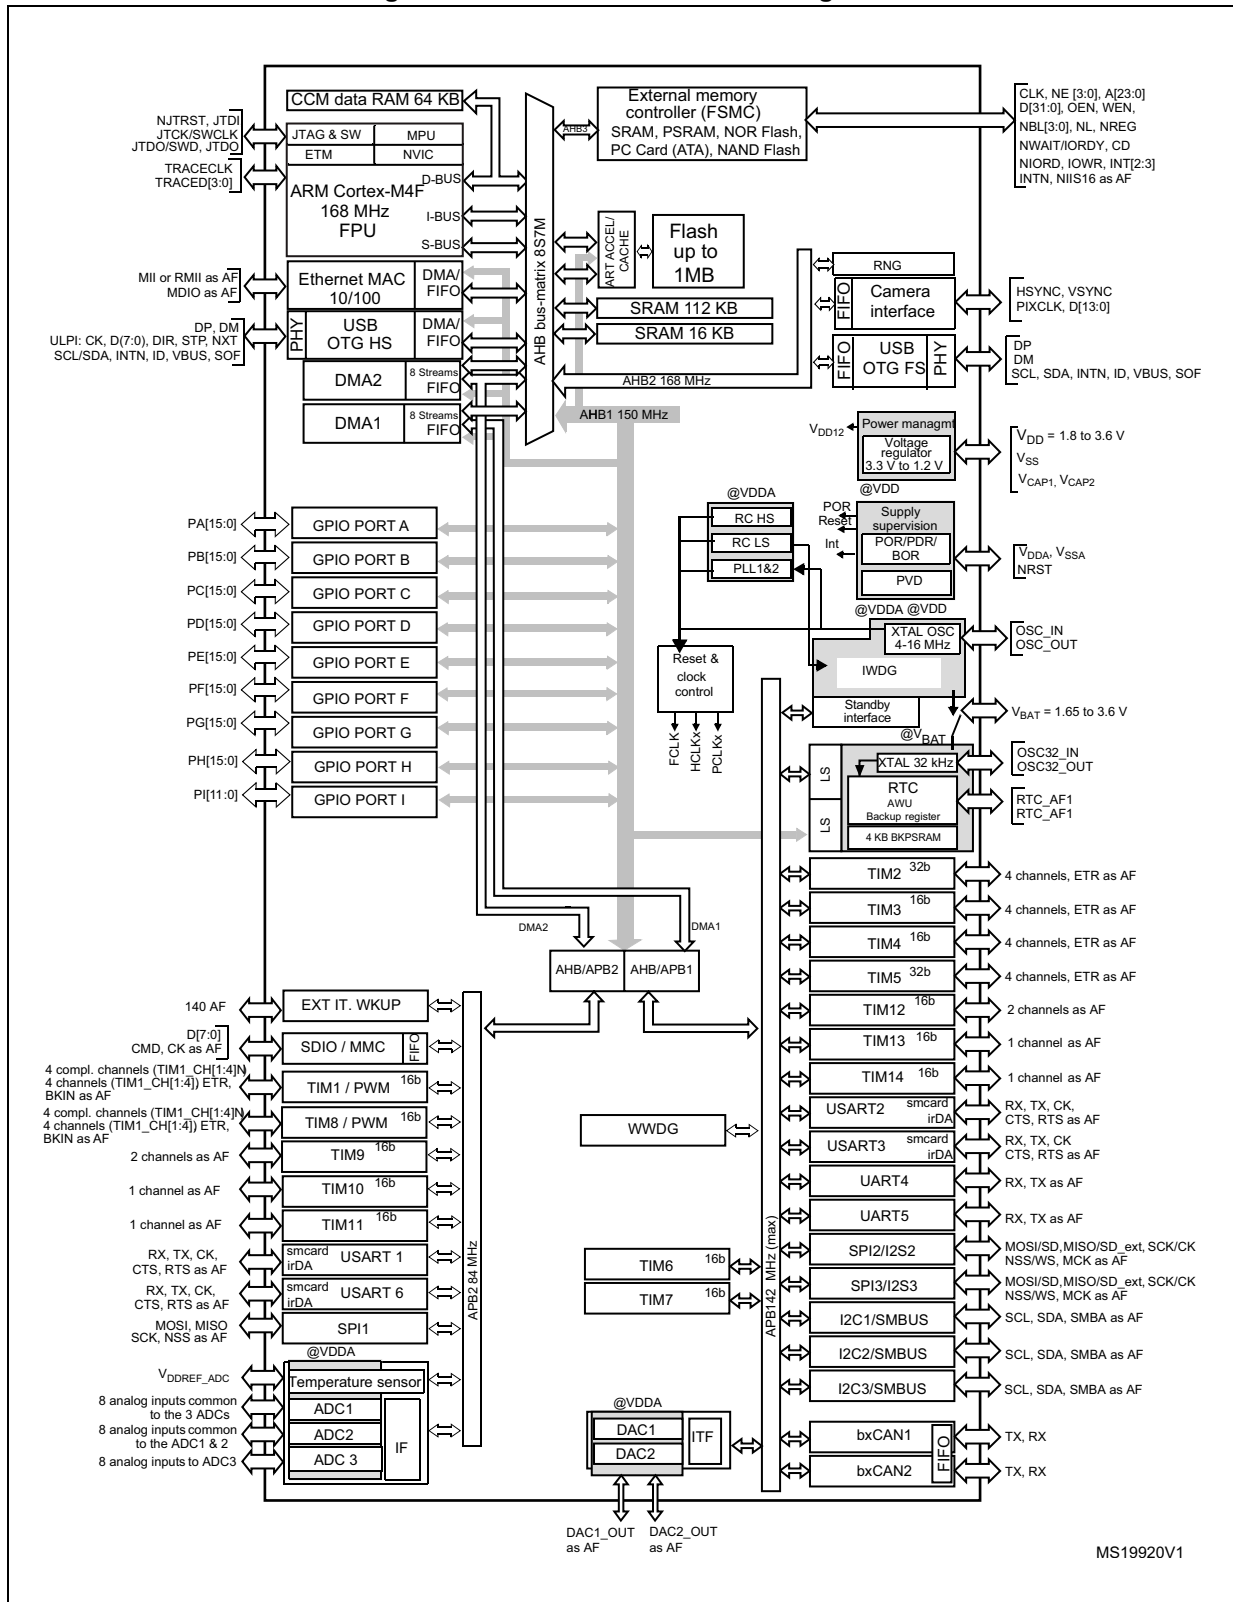 CCM data RAM 64 KB
NJTRST, JTDI
JTCK/SWCLK
JTDO/SWD, JTDO
TRACECLK
TRACED[3:0]
JTAG & SW
MPU
ETM
NVIC
ARM Cortex-M4F
168 MHz
FPU
D-BUS
I-BUS
S-BUS
MII or RMII as AF
MDIO as AF
Ethernet MAC
10/100
DMA/
FIFO
DP, DM
ULPI: CK, D(7:0), DIR, STP, NXT
SCL/SDA, INTN, ID, VBUS, SOF
PHY
USB
OTG HS
DMA/
FIFO
DMA2
8 Streams
FIFO
DMA1
8 Streams
FIFO
AHB bus-matrix 8S7M
AHB3
External memory
controller (FSMC)
SRAM, PSRAM, NOR Flash,
PC Card (ATA), NAND Flash
CLK, NE [3:0], A[23:0]
D[31:0], OEN, WEN,
NBL[3:0], NL, NREG
NWAIT/IORDY, CD
NIORD, IOWR, INT[2:3]
INTN, NIIS16 as AF
ART ACCEL/
CACHE
Flash
up to
1MB
SRAM 112 KB
SRAM 16 KB
AHB2 168 MHz
AHB1 150 MHz
RNG
FIFO
Camera
interface
HSYNC, VSYNC
PIXCLK, D[13:0]
FIFO
USB
OTG FS
PHY
DP
DM
SCL, SDA, INTN, ID, VBUS, SOF
VDD12
Power managmt
Voltage
regulator
3.3 V to 1.2 V
VDD = 1.8 to 3.6 V
VSS
VCAP1, VCAP2
@VDD
POR
Reset
Int
Supply
supervision
POR/PDR/
BOR
PVD
VDDA, VSSA
NRST
@VDDA
RC HS
RC LS
PLL1&2
@VDDA @VDD
XTAL OSC
4-16 MHz
OSC_IN
OSC_OUT
IWDG
Standby
interface
VBAT = 1.65 to 3.6 V
@VBAT
Reset &
clock
control
FCLK
HCLKx
PCLKx
LS
LS
XTAL 32 kHz
OSC32_IN
OSC32_OUT
RTC
AWU
Backup register
4 KB BKPSRAM
RTC_AF1
RTC_AF1
PA[15:0]
GPIO PORT A
PB[15:0]
GPIO PORT B
PC[15:0]
GPIO PORT C
PD[15:0]
GPIO PORT D
PE[15:0]
GPIO PORT E
PF[15:0]
GPIO PORT F
PG[15:0]
GPIO PORT G
PH[15:0]
GPIO PORT H
PI[11:0]
GPIO PORT I
DMA2
DMA1
AHB/APB2
AHB/APB1
TIM2 32b
4 channels, ETR as AF
TIM3 16b
4 channels, ETR as AF
TIM4 16b
4 channels, ETR as AF
TIM5 32b
4 channels, ETR as AF
TIM12 16b
2 channels as AF
TIM13 16b
1 channel as AF
TIM14 16b
1 channel as AF
USART2 smcard
irDA
RX, TX, CK,
CTS, RTS as AF
USART3 smcard
irDA
RX, TX, CK
CTS, RTS as AF
UART4
RX, TX as AF
UART5
RX, TX as AF
SPI2/I2S2
MOSI/SD,MISO/SD_ext, SCK/CK
NSS/WS, MCK as AF
SPI3/I2S3
MOSI/SD,MISO/SD_ext, SCK/CK
NSS/WS, MCK as AF
I2C1/SMBUS
SCL, SDA, SMBA as AF
I2C2/SMBUS
SCL, SDA, SMBA as AF
I2C3/SMBUS
SCL, SDA, SMBA as AF
bxCAN1
TX, RX
FIFO
bxCAN2
TX, RX
APB142 MHz (max)
WWDG
TIM6 16b
TIM7 16b
@VDDA
DAC1
DAC2
ITF
DAC1_OUT
as AF
DAC2_OUT
as AF
140 AF
EXT IT. WKUP
D[7:0]
CMD, CK as AF
SDIO / MMC
FIFO
4 compl. channels (TIM1_CH[1:4]N
4 channels (TIM1_CH[1:4]) ETR,
BKIN as AF
TIM1 / PWM 16b
4 compl. channels (TIM1_CH[1:4]N
4 channels (TIM1_CH[1:4]) ETR,
BKIN as AF
TIM8 / PWM 16b
2 channels as AF
TIM9 16b
1 channel as AF
TIM10 16b
1 channel as AF
TIM11 16b
RX, TX, CK,
CTS, RTS as AF
smcard
irDA
USART 1
RX, TX, CK,
CTS, RTS as AF
smcard
irDA
USART 6
MOSI, MISO
SCK, NSS as AF
SPI1
APB2 84 MHz
@VDDA
VDDREF_ADC
Temperature sensor
8 analog inputs common
to the 3 ADCs
ADC1
8 analog inputs common
to the ADC1 & 2
ADC2
8 analog inputs to ADC3
ADC 3
IF
MS19920V1